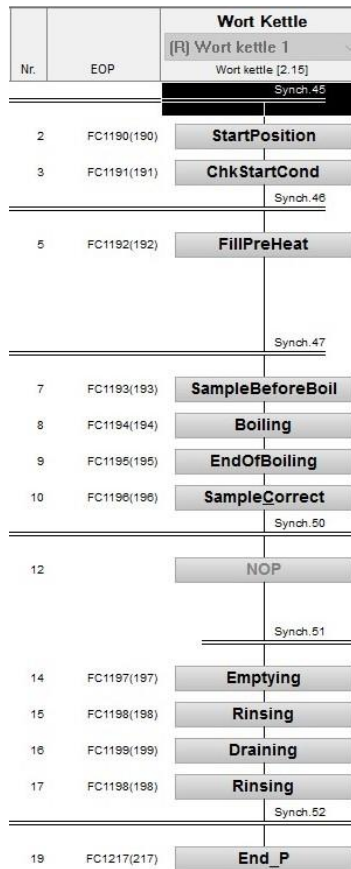 Wort Kettle
(R) Wort kettle 1
Nr. EOP Wort kettle [2.15]
Synch.45
2 FC1190(190) StartPosition
3 FC1191(191) ChkStartCond
Synch.46
5 FC1192(192) FillPreHeat
Synch.47
7 FC1193(193) SampleBeforeBoil
8 FC1194(194) Boiling
9 FC1195(195) EndOfBoiling
10 FC1196(196) SampleCorrect
Synch.50
12 NOP
Synch.51
14 FC1197(197) Emptying
15 FC1198(198) Rinsing
16 FC1199(199) Draining
17 FC1198(198) Rinsing
Synch.52
19 FC1217(217) End_P